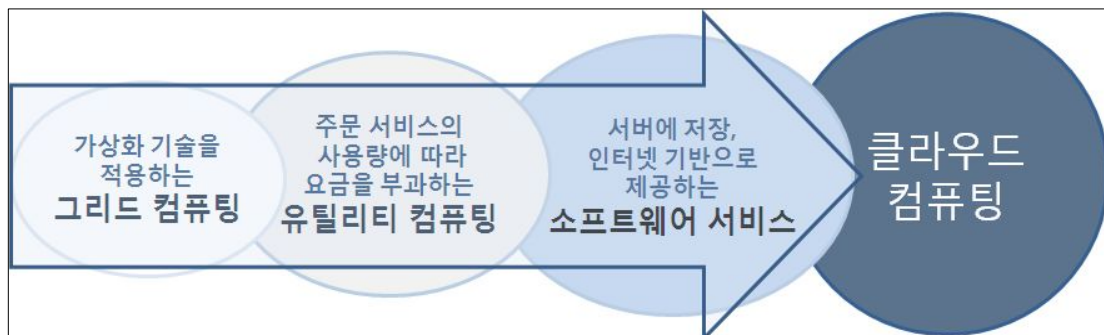 가상화 기술을
적용하는
그리드 컴퓨팅
주문 서비스의
사용량에 따라
요금을 부과하는
유틸리티 컴퓨팅
서버에 저장,
인터넷 기반으로
제공하는
소프트웨어 서비스
클라우드
컴퓨팅